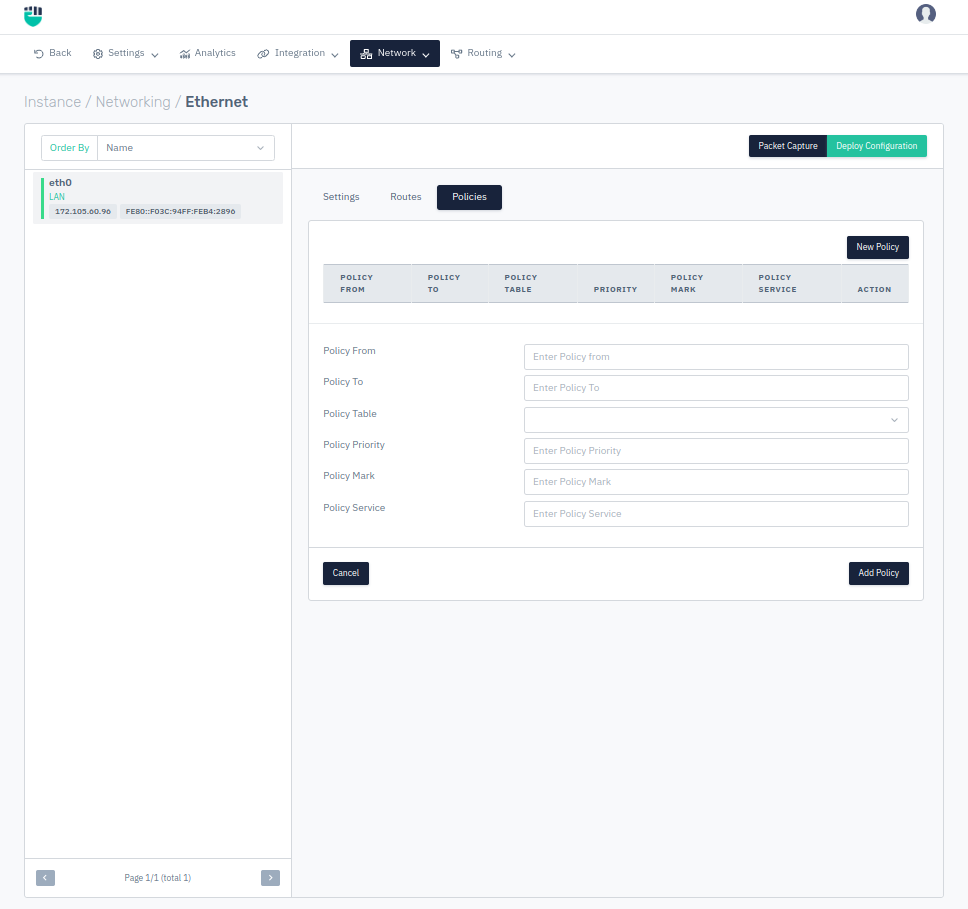 Back Settings Analytics Integration Network Routing
Instance / Networking / Ethernet
Order By Name
Packet Capture Deploy Configuration
eth0
LAN
172.105.60.96 FE80::F03C:94FF:FEB4:2896
Settings Routes Policies
New Policy
POLICY FROM POLICY TO POLICY TABLE PRIORITY POLICY MARK POLICY SERVICE ACTION
Policy From Enter Policy from
Policy To Enter Policy To
Policy Table
Policy Priority Enter Policy Priority
Policy Mark Enter Policy Mark
Policy Service Enter Policy Service
Cancel Add Policy
Page 1/1 (total 1)